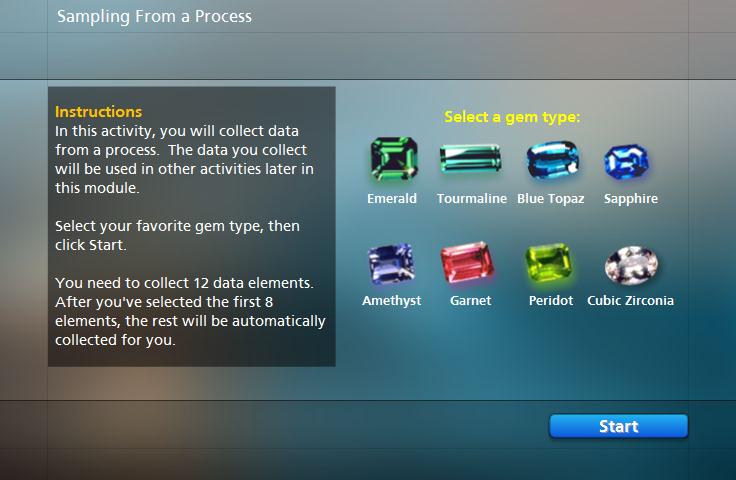 Sampling From a Process
Instructions
In this activity, you will collect data
from a process.  The data you collect
will be used in other activities later in
this module.
Select your favorite gem type, then
click Start.
You need to collect 12 data elements.
After you've selected the first 8
elements, the rest will be automatically
collected for you.
Select a gem type:
Emerald Tourmaline Blue Topaz Sapphire
Amethyst Garnet Peridot Cubic Zirconia
Start